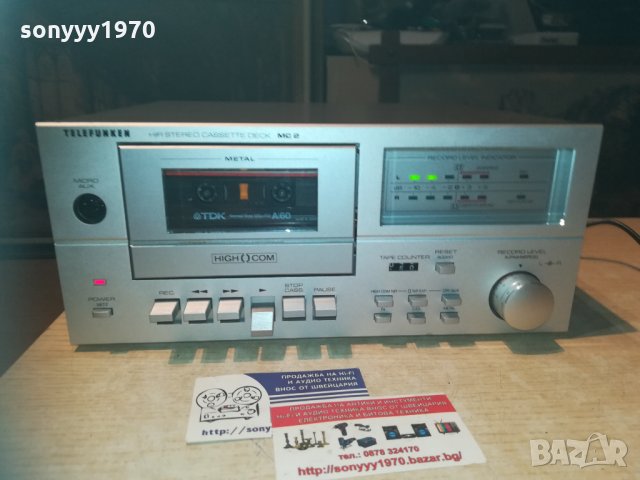 sonyyy1970
TELEFUNKEN
HiFi STEREO CASSETTE DECK MC 2
METAL
RECORD LEVEL INDICATOR
MICRO
AUX
TDK
A60
HIGH COM
TAPE COUNTER
RESET
RECORD LEVEL
POWER
REC
◄◄
►►
►
STOP
CASS
PAUSE
L
R
ПРОДАЖБА НА Hi-Fi
И АУДИО ТЕХНИКА
ВНОС ОТ ШВЕЙЦАРИЯ
http://sony
ПРОДАЖБА НА АНТИКИ И ИНСТРУМЕНТИ
Hi-Fi И АУДИО ТЕХНИКА ВНОС ОТ ШВЕЙЦАРИЯ
ЕЛЕКТРОНИКА И БИТОВА ТЕХНИКА
тел.: 0878 324170
http://sonyyy1970.bazar.bg/
bazar.bg